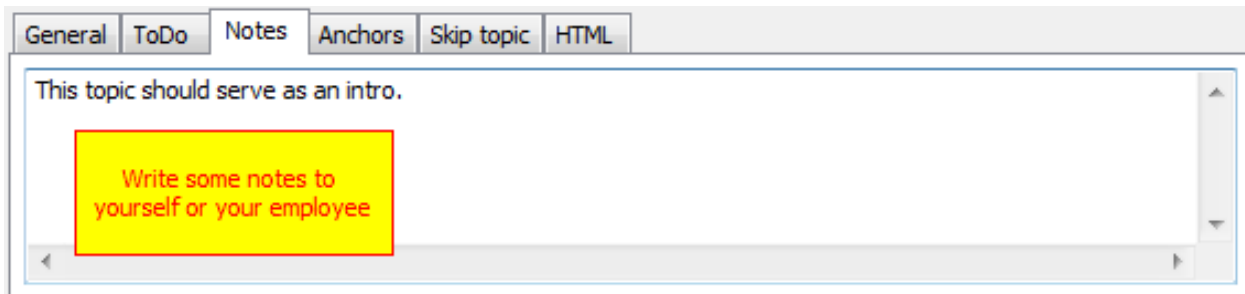 General ToDo Notes Anchors Skip topic HTML
This topic should serve as an intro.
Write some notes to
yourself or your employee